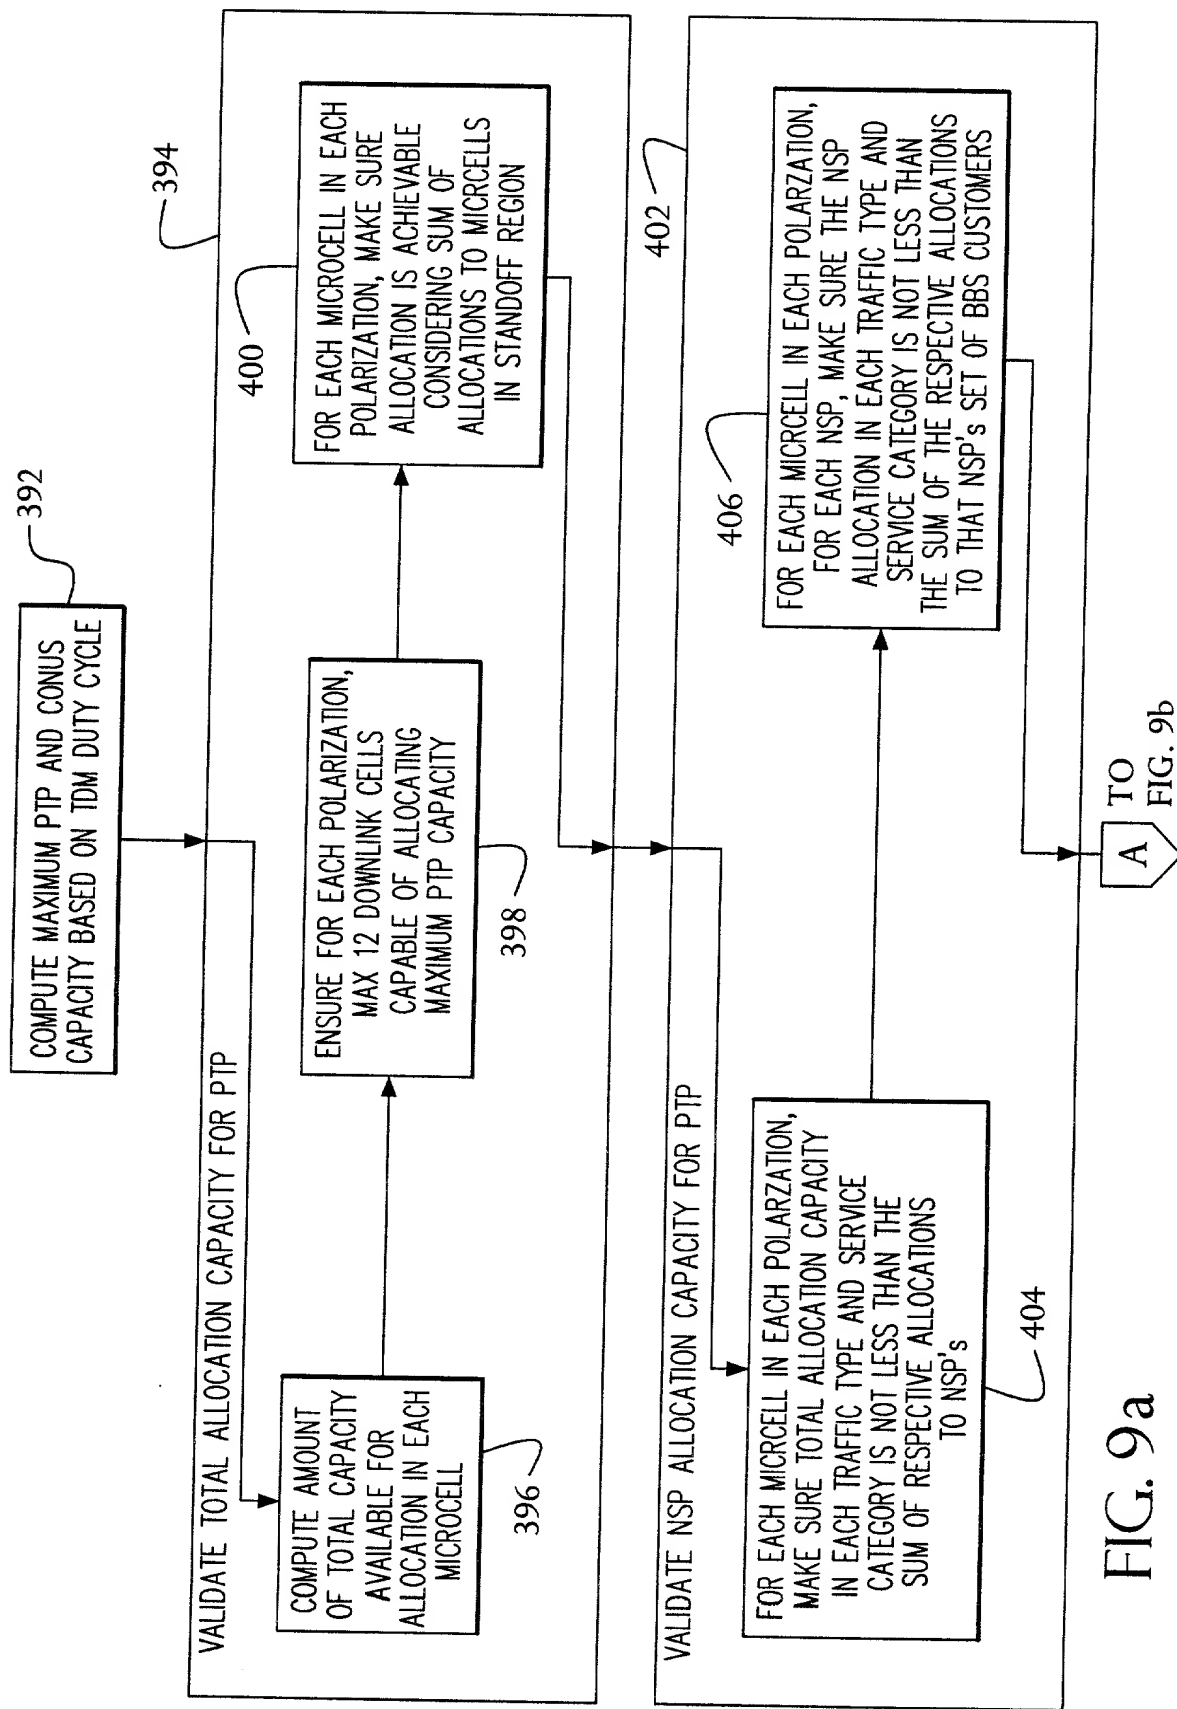 392
COMPUTE MAXIMUM PTP AND CONUS
CAPACITY BASED ON TDM DUTY CYCLE
394
VALIDATE TOTAL ALLOCATION CAPACITY FOR PTP
COMPUTE AMOUNT
OF TOTAL CAPACITY
AVAILABLE FOR
ALLOCATION IN EACH
MICROCELL
396
ENSURE FOR EACH POLARIZATION,
MAX 12 DOWNLINK CELLS
CAPABLE OF ALLOCATING
MAXIMUM PTP CAPACITY
398
400
FOR EACH MICROCELL IN EACH
POLARIZATION, MAKE SURE
ALLOCATION IS ACHIEVABLE
CONSIDERING SUM OF
ALLOCATIONS TO MICRCELLS
IN STANDOFF REGION
402
VALIDATE NSP ALLOCATION CAPACITY FOR PTP
FOR EACH MICRCELL IN EACH POLARZATION,
MAKE SURE TOTAL ALLOCATION CAPACITY
IN EACH TRAFFIC TYPE AND SERVICE
CATEGORY IS NOT LESS THAN THE
SUM OF RESPECTIVE ALLOCATIONS
TO NSP's
404
406
FOR EACH MICRCELL IN EACH POLARZATION,
FOR EACH NSP, MAKE SURE THE NSP
ALLOCATION IN EACH TRAFFIC TYPE AND
SERVICE CATEGORY IS NOT LESS THAN
THE SUM OF THE RESPECTIVE ALLOCATIONS
TO THAT NSP's SET OF BBS CUSTOMERS
A
TO
FIG. 9b
FIG. 9a